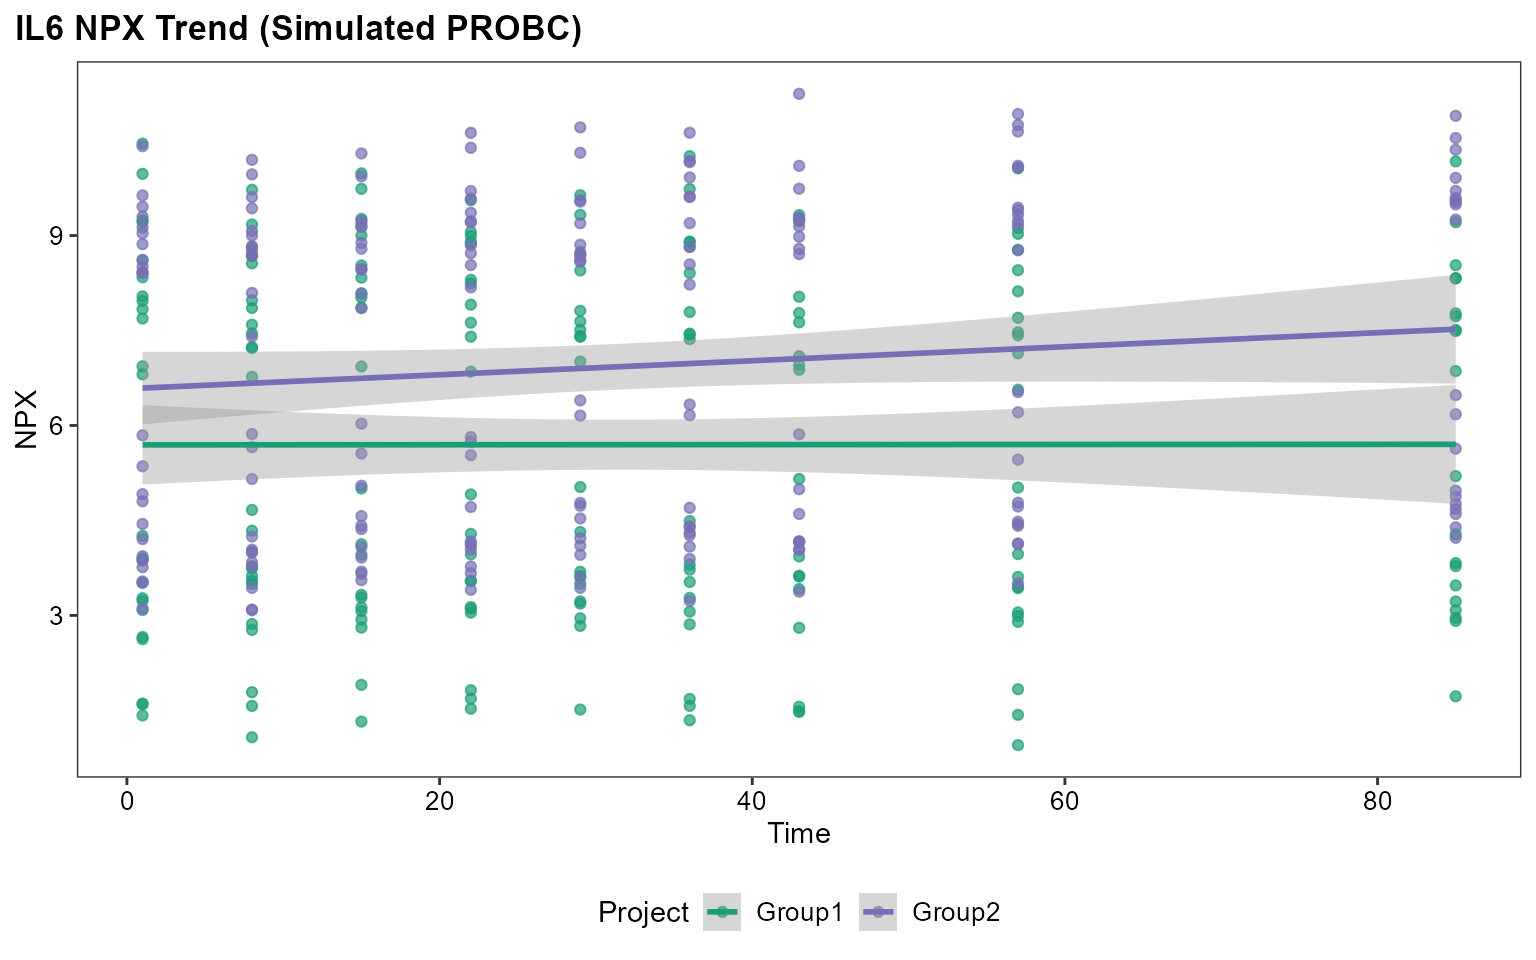 IL6 NPX Trend (Simulated PROBC)
NPX
9
6
3
0 20 40 60 80
Time
Project Group1 Group2